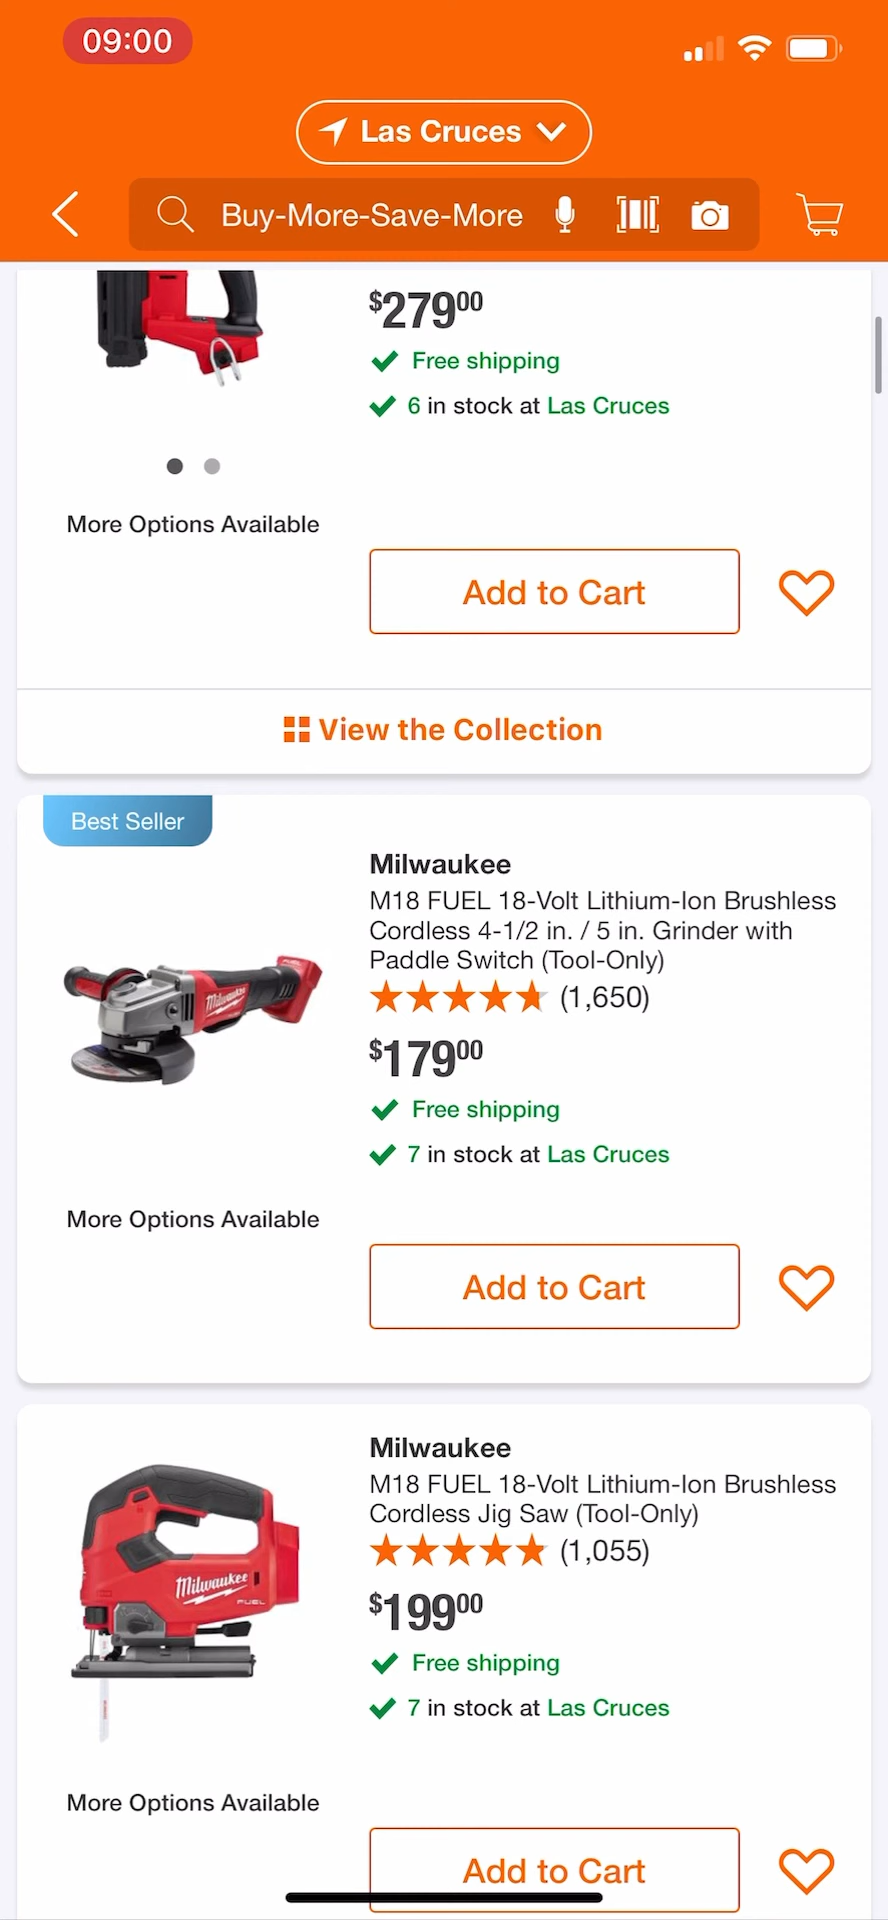 09:00
Las Cruces
Buy-More-Save-More
$27900
Free shipping
6 in stock at Las Cruces
More Options Available
Add to Cart
View the Collection
Best Seller
Milwaukee
M18 FUEL 18-Volt Lithium-Ion Brushless
Cordless 4-1/2 in. / 5 in. Grinder with
Paddle Switch (Tool-Only)
(1,650)
$17900
Free shipping
7 in stock at Las Cruces
More Options Available
Add to Cart
Milwaukee
M18 FUEL 18-Volt Lithium-Ion Brushless
Cordless Jig Saw (Tool-Only)
(1,055)
Milwaukee
FUEL
$19900
Free shipping
7 in stock at Las Cruces
More Options Available
Add to Cart